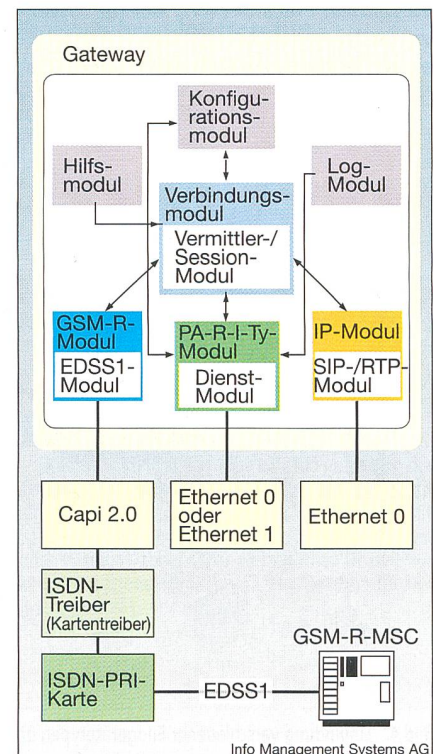 Gateway
Konfigu-
rations-
modul
Hilfs-
modul
Log-
Modul
Verbindungs-
modul
Vermittler-/
Session-
Modul
GSM-R-
Modul
EDSS1-
Modul
PA-R-I-Ty-
Modul
Dienst-
Modul
IP-Modul
SIP-/RTP-
Modul
Capi 2.0
Ethernet 0
oder
Ethernet 1
Ethernet 0
ISDN-
Treiber
(Kartentreiber)
GSM-R-MSC
ISDN-PRI-
Karte
EDSS1
Info Management Systems AG